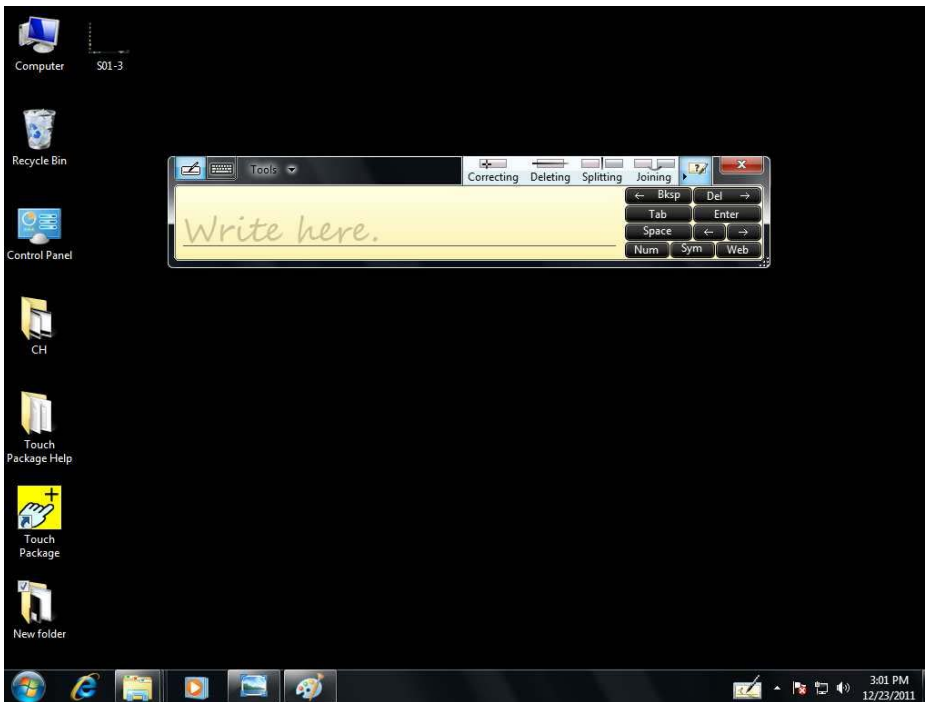 Computer
S01-3
Recycle Bin
Tools
Correcting Deleting Splitting Joining
Write here.
← Bksp Del →
Tab Enter
Space ← →
Num Sym Web
Control Panel
CH
Touch
Package Help
Touch
Package
New folder
3:01 PM
12/23/2011